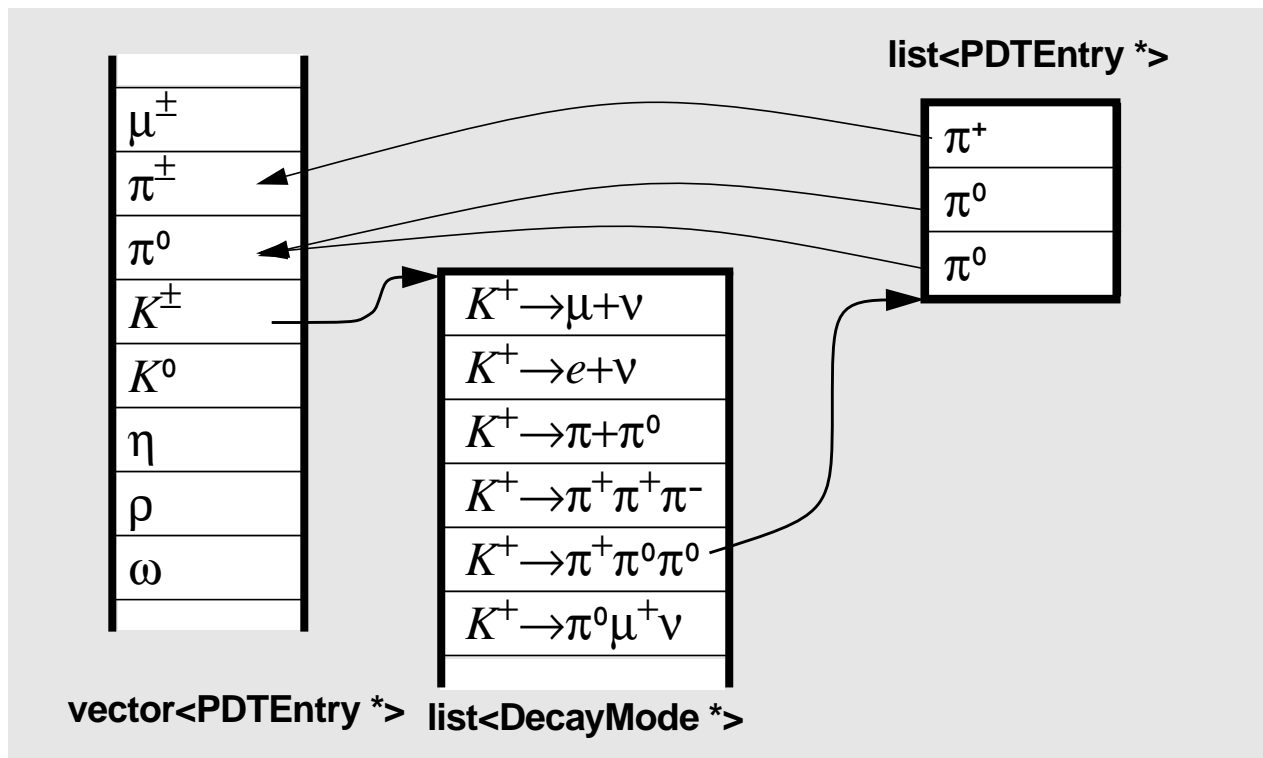 μ±
π±
π⁰
K±
K⁰
η
ρ
ω
vector<PDTEntry *>
K⁺→μ+ν
K⁺→e+ν
K⁺→π+π⁰
K⁺→π⁺π⁺π⁻
K⁺→π⁺π⁰π⁰
K⁺→π⁰μ⁺ν
list<DecayMode *>
list<PDTEntry *>
π⁺
π⁰
π⁰